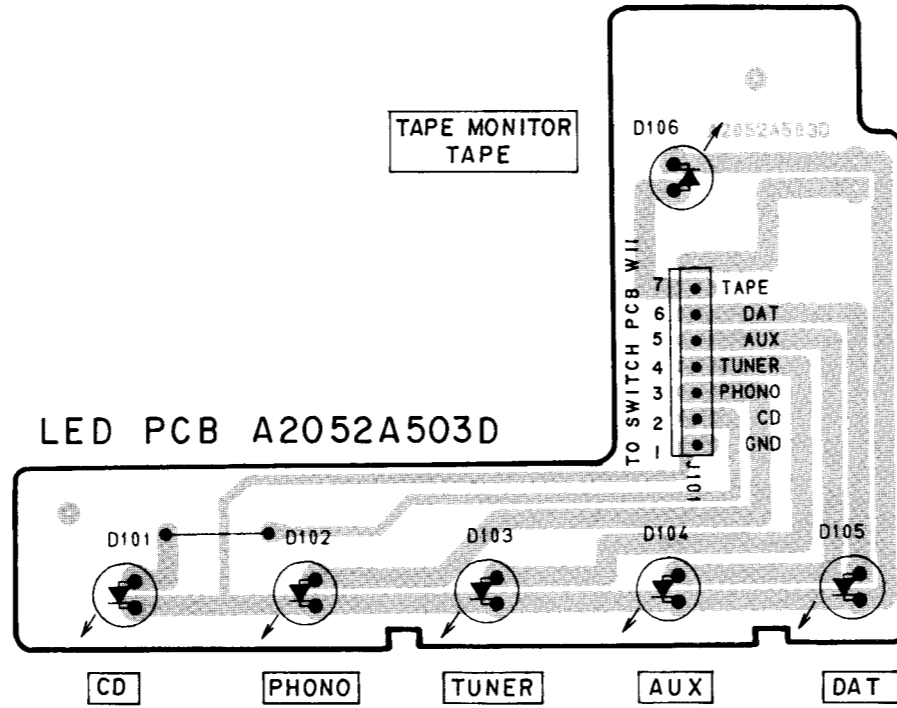 TAPE MONITOR
TAPE
D106
A2052A503D
TO SWITCH PCB W11
7 TAPE
6 DAT
5 AUX
4 TUNER
3 PHONO
2 CD
1 GND
J101
LED PCB A2052A503D
D101
D102
D103
D104
D105
CD
PHONO
TUNER
AUX
DAT